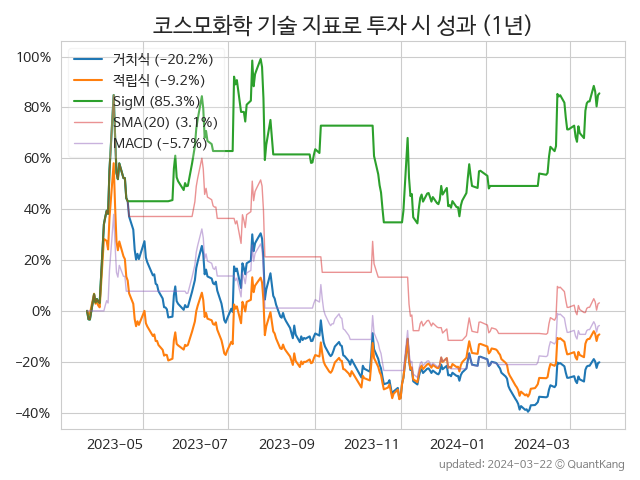 코스모화학 기술 지표로 투자 시 성과 (1년)
거치식 (−20.2%)
적립식 (−9.2%)
SigM (85.3%)
SMA(20) (3.1%)
MACD (−5.7%)
100%
80%
60%
40%
20%
0%
−20%
−40%
2023-05 2023-07 2023-09 2023-11 2024-01 2024-03
updated: 2024-03-22 © QuantKang